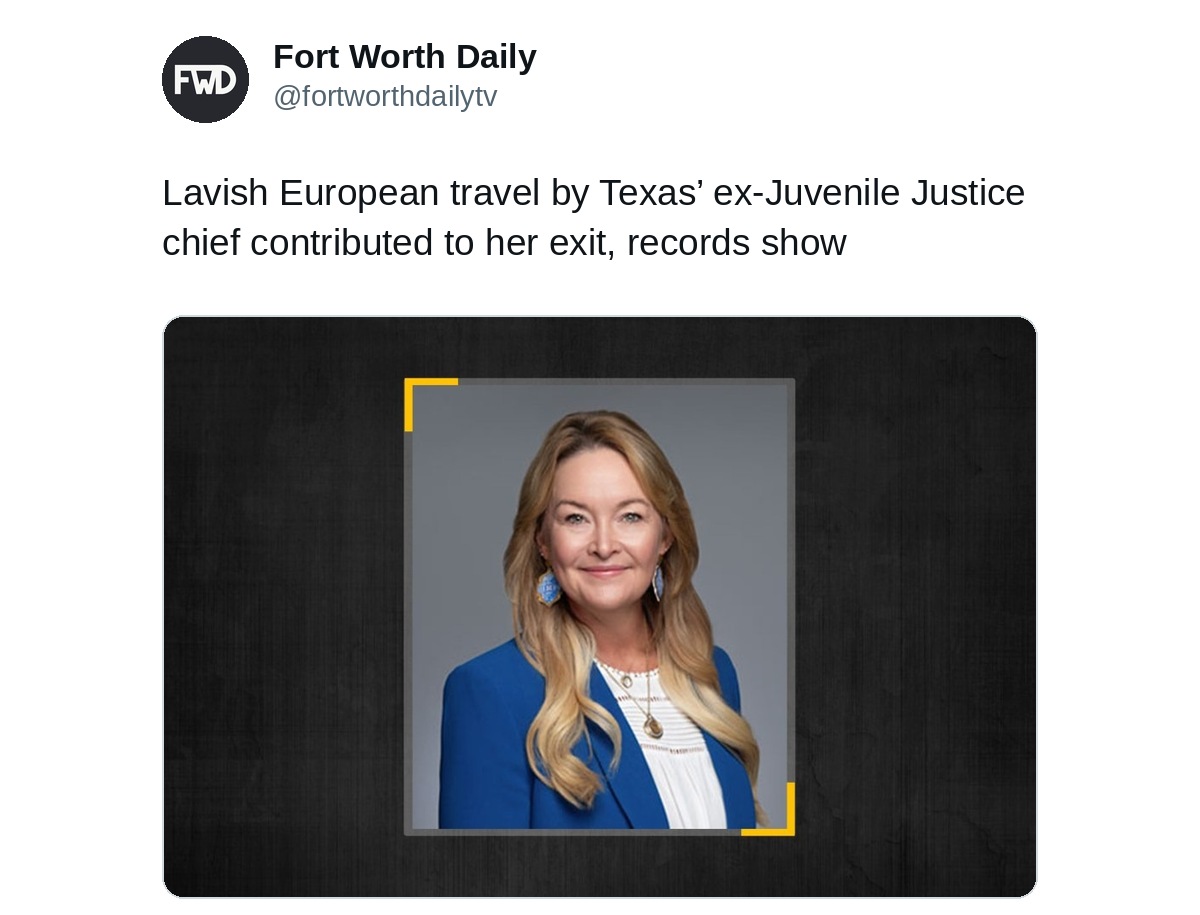 FWD
Fort Worth Daily
@fortworthdailytv
Lavish European travel by Texas’ ex-Juvenile Justice
chief contributed to her exit, records show